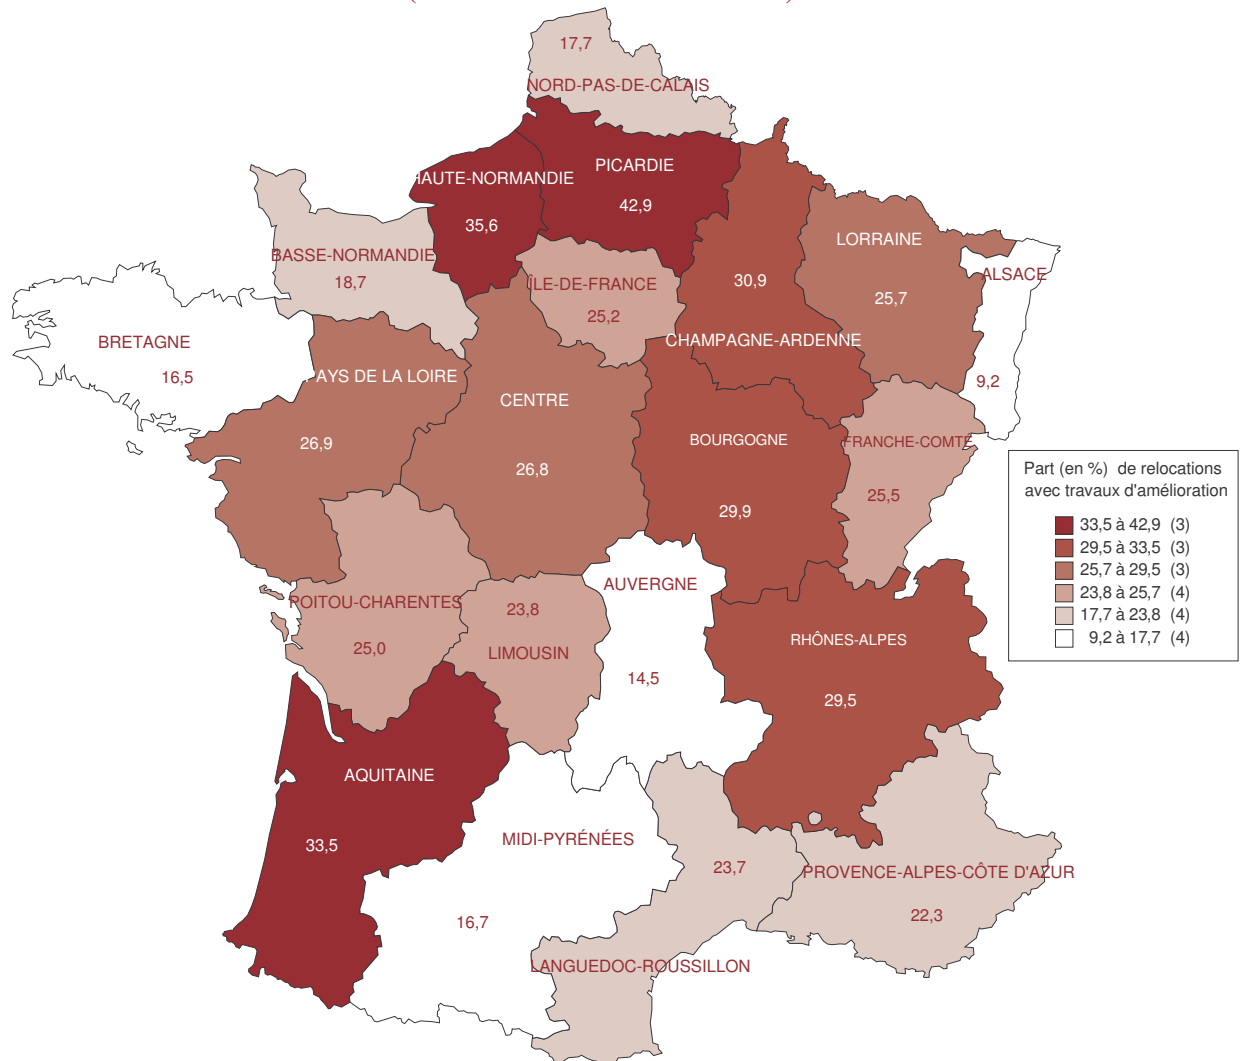 17,7
NORD-PAS-DE-CALAIS
PICARDIE
42,9
HAUTE-NORMANDIE
35,6
BASSE-NORMANDIE
18,7
ÎLE-DE-FRANCE
25,2
30,9
CHAMPAGNE-ARDENNE
LORRAINE
25,7
ALSACE
9,2
BRETAGNE
16,5
PAYS DE LA LOIRE
26,9
CENTRE
26,8
BOURGOGNE
29,9
FRANCHE-COMTE
25,5
Part (en %) de relocations
avec travaux d'amélioration
33,5 à 42,9 (3)
29,5 à 33,5 (3)
25,7 à 29,5 (3)
23,8 à 25,7 (4)
17,7 à 23,8 (4)
9,2 à 17,7 (4)
POITOU-CHARENTES
25,0
23,8
LIMOUSIN
AUVERGNE
14,5
RHÔNES-ALPES
29,5
AQUITAINE
33,5
MIDI-PYRÉNÉES
16,7
23,7
LANGUEDOC-ROUSSILLON
PROVENCE-ALPES-CÔTE D'AZUR
22,3